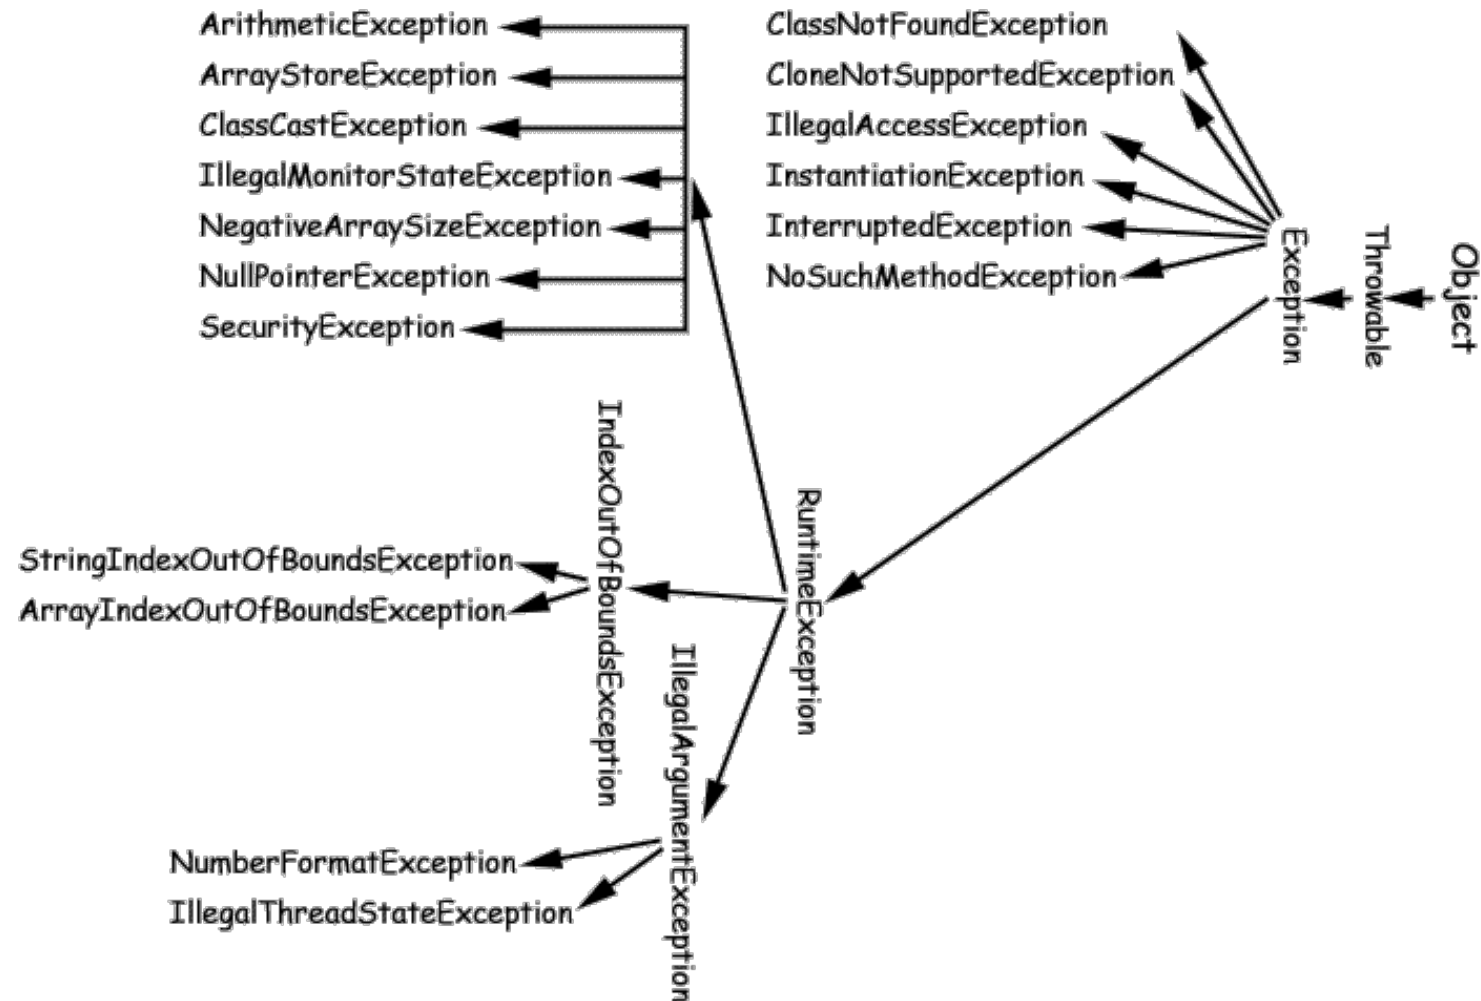 ArithmeticException
ArrayStoreException
ClassCastException
IllegalMonitorStateException
NegativeArraySizeException
NullPointerException
SecurityException
ClassNotFoundException
CloneNotSupportedException
IllegalAccessException
InstantiationException
InterruptedException
NoSuchMethodException
Exception
Throwable
Object
IndexOutOfBoundsException
RuntimeException
StringIndexOutOfBoundsException
ArrayIndexOutOfBoundsException
IllegalArgumentException
NumberFormatException
IllegalThreadStateException